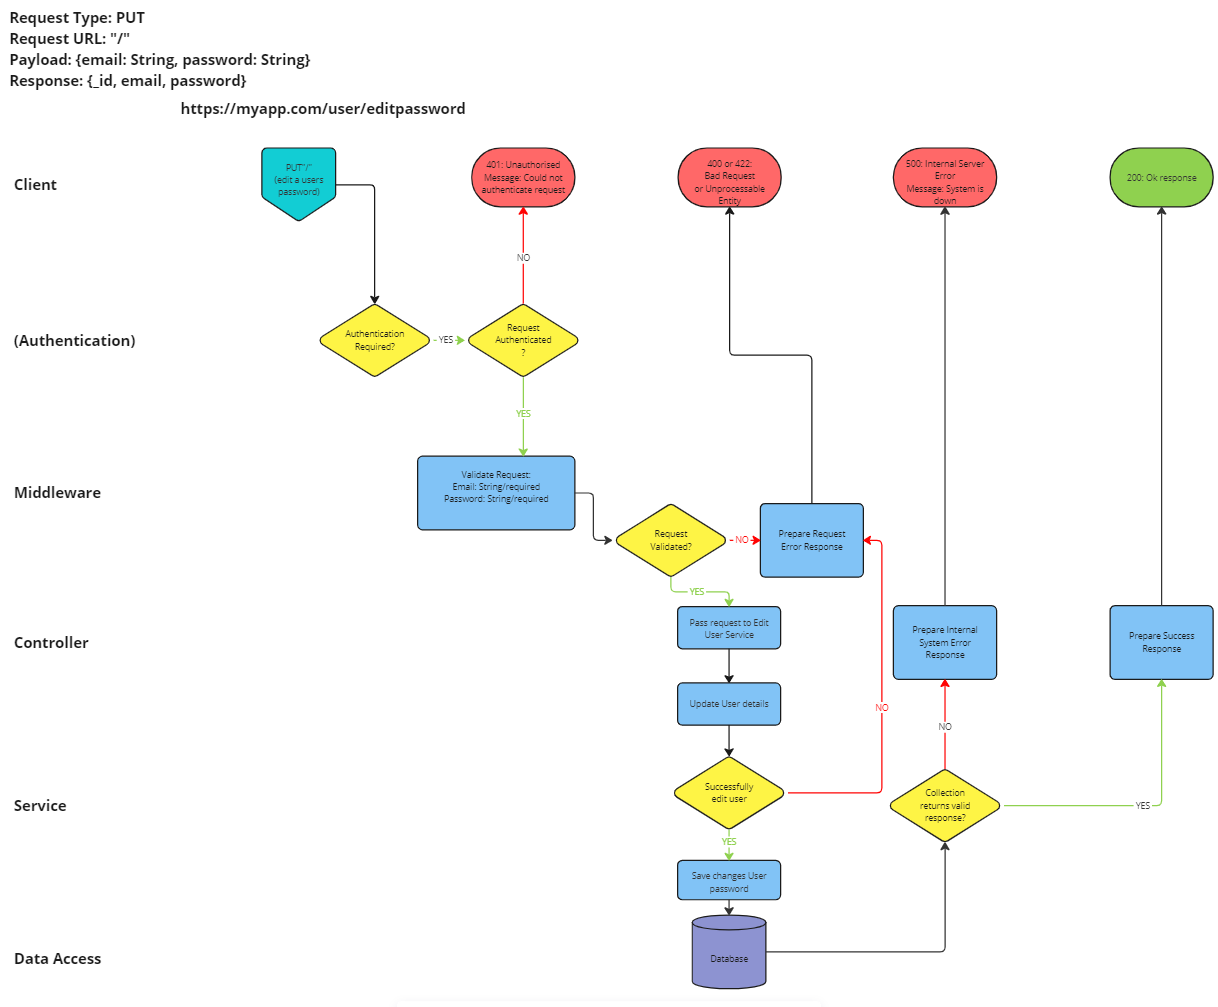 Request Type: PUT
Request URL: "/"
Payload: {email: String, password: String}
Response: {_id, email, password}
https://myapp.com/user/editpassword
Client
PUT"/"
(edit a users
password)
401: Unauthorised
Message: Could not
authenticate request
400 or 422:
Bad Request
or Unprocessable
Entity
500: Internal Server
Error
Message: System is
down
200: Ok response
NO
(Authentication)
Authentication
Required?
YES
Request
Authenticated
?
YES
Middleware
Validate Request:
Email: String/required
Password: String/required
Request
Validated?
NO
Prepare Request
Error Response
YES
Controller
Pass request to Edit
User Service
Prepare Internal
System Error
Response
Prepare Success
Response
Update User details
NO
NO
Service
Successfully
edit user
Collection
returns valid
response?
YES
YES
Save changes User
password
Data Access
Database